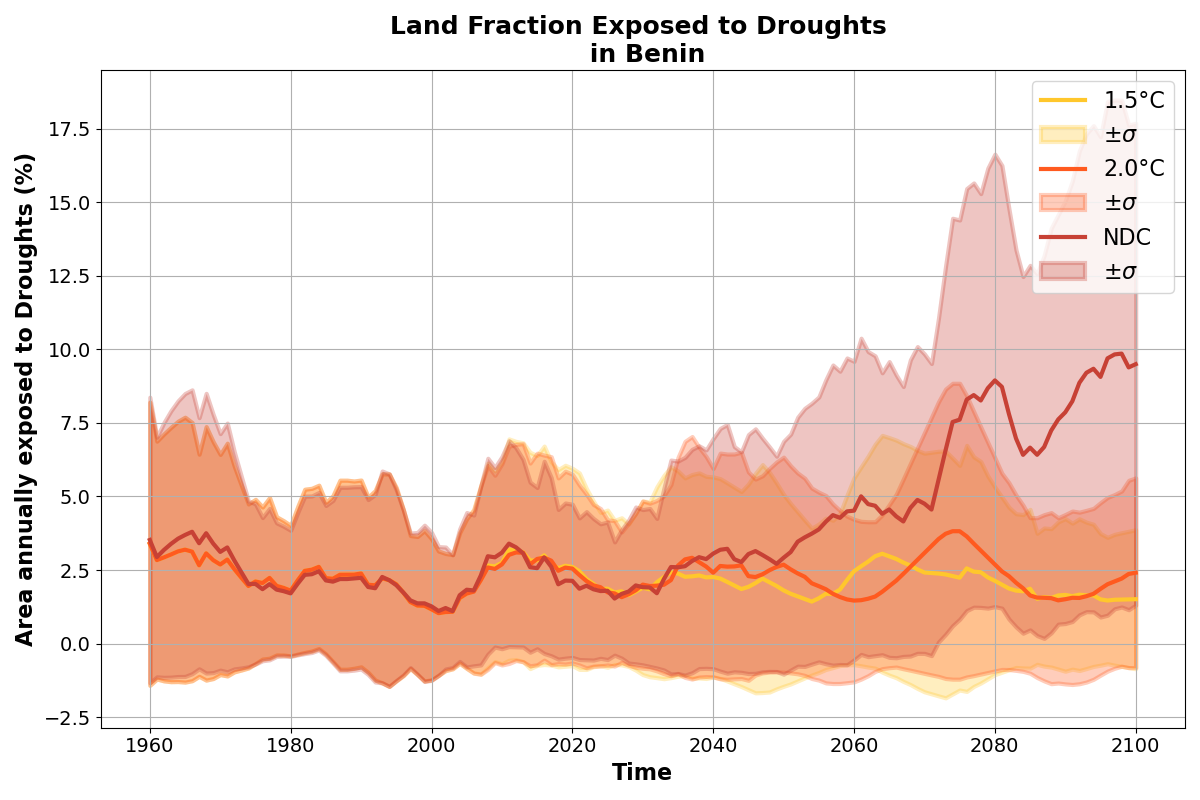 Land Fraction Exposed to Droughts
in Benin
Area annually exposed to Droughts (%)
17.5
15.0
12.5
10.0
7.5
5.0
2.5
0.0
−2.5
1.5°C
±σ
2.0°C
±σ
NDC
±σ
1960
1980
2000
2020
2040
2060
2080
2100
Time